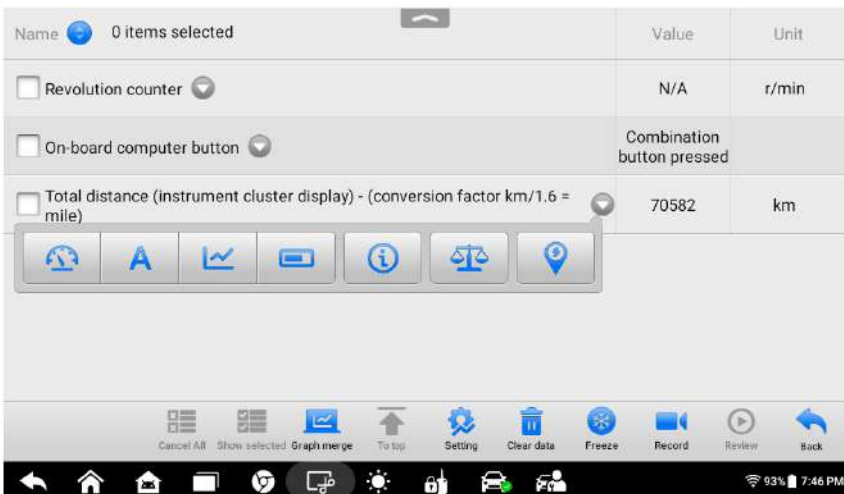 Name 0 items selected Value Unit
Revolution counter N/A r/min
On-board computer button Combination
button pressed
Total distance (instrument cluster display) - (conversion factor km/1.6 =
mile) 70582 km
A
Cancel All Show selected Graph merge To top Setting Clear data Freeze Record Review Back
93% 7:46 PM